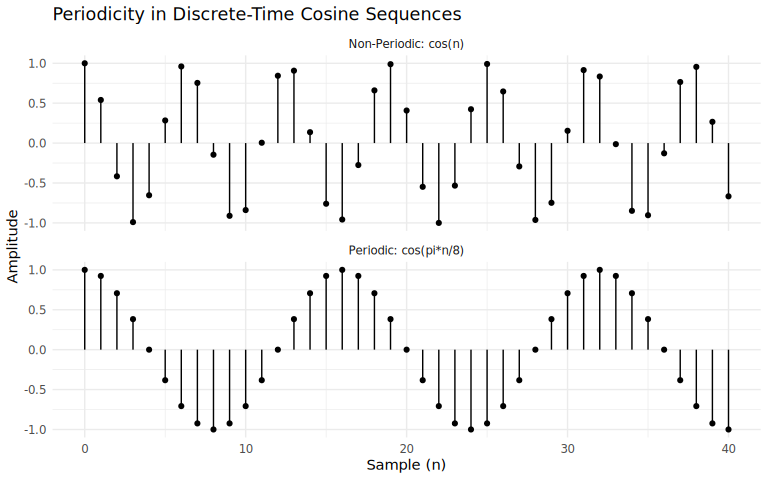 Periodicity in Discrete-Time Cosine Sequences
Non-Periodic: cos(n)
1.0
0.5
0.0
-0.5
-1.0
Periodic: cos(pi*n/8)
1.0
0.5
0.0
-0.5
-1.0
Amplitude
0 10 20 30 40
Sample (n)